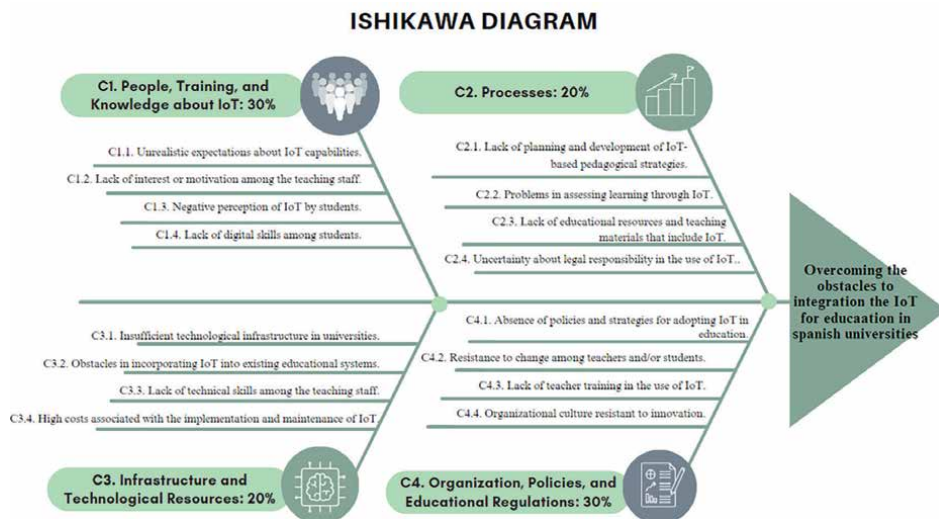 ISHIKAWA DIAGRAM
C1. People, Training, and
Knowledge about IoT: 30%
C1.1. Unrealistic expectations about IoT capabilities.
C1.2. Lack of interest or motivation among the teaching staff.
C1.3. Negative perception of IoT by students.
C1.4. Lack of digital skills among students.
C2. Processes: 20%
C2.1. Lack of planning and development of IoT-
based pedagogical strategies.
C2.2. Problems in assessing learning through IoT.
C2.3. Lack of educational resources and teaching
materials that include IoT.
C2.4. Uncertainty about legal responsibility in the use of IoT..
C3.1. Insufficient technological infrastructure in universities.
C3.2. Obstacles in incorporating IoT into existing educational systems.
C3.3. Lack of technical skills among the teaching staff.
C3.4. High costs associated with the implementation and maintenance of IoT.
C3. Infrastructure and
Technological Resources: 20%
C4.1. Absence of policies and strategies for adopting IoT in
education.
C4.2. Resistance to change among teachers and/or students.
C4.3. Lack of teacher training in the use of IoT.
C4.4. Organizational culture resistant to innovation.
C4. Organization, Policies, and
Educational Regulations: 30%
Overcoming the
obstacles to
integration the IoT
for educaation in
spanish universities